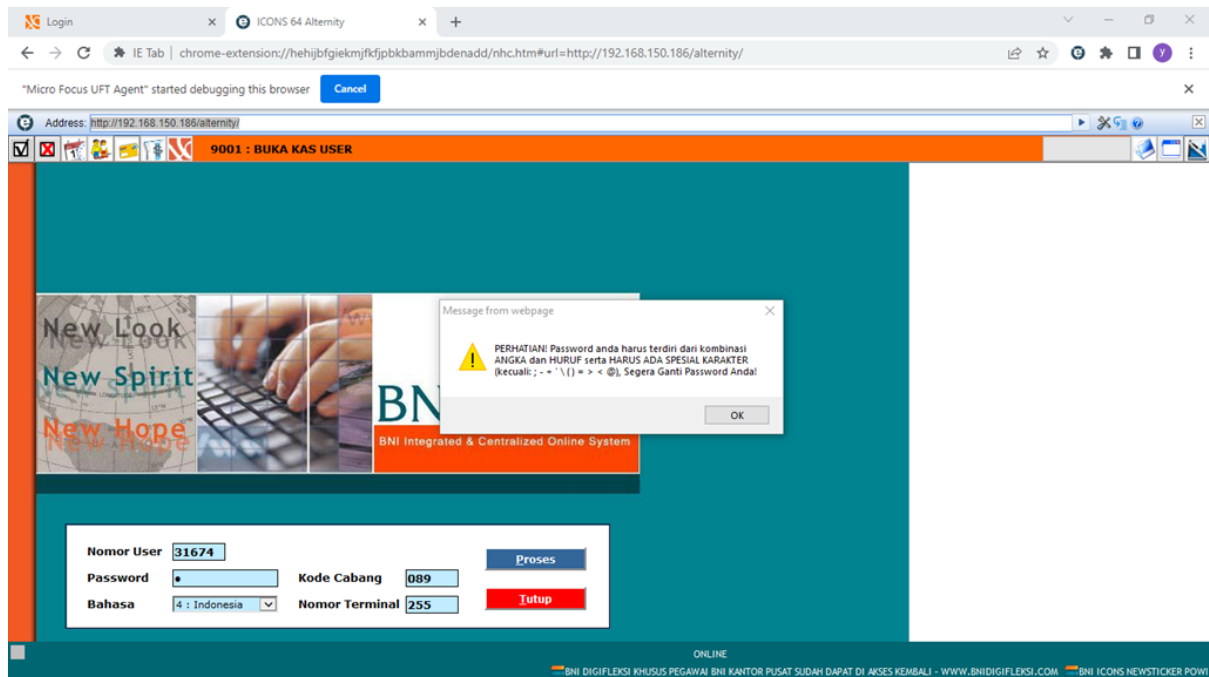 Login
ICONS 64 Alternity
IE Tab | chrome-extension://hehijbfgiekmjfkfjpbkbammjbdenadd/nhc.htm#url=http://192.168.150.186/alternity/
y
"Micro Focus UFT Agent" started debugging this browser Cancel
Address: http://192.168.150.186/alternity/
9001 : BUKA KAS USER
New Look
New Spirit
New Hope
BN
BNI Integrated & Centralized Online System
Message from webpage
PERHATIAN! Password anda harus terdiri dari kombinasi
ANGKA dan HURUF serta HARUS ADA SPESIAL KARAKTER
(kecuali: ; - + ' \ () = > < @), Segera Ganti Password Anda!
OK
Nomor User 31674
Proses
Password Kode Cabang 089
Bahasa 4 : Indonesia Nomor Terminal 255
Tutup
ONLINE
BNI DIGIFLEKSI KHUSUS PEGAWAI BNI KANTOR PUSAT SUDAH DAPAT DI AKSES KEMBALI - WWW.BNIDIGIFLEKSI.COM BNI ICONS NEWSTICKER POWI